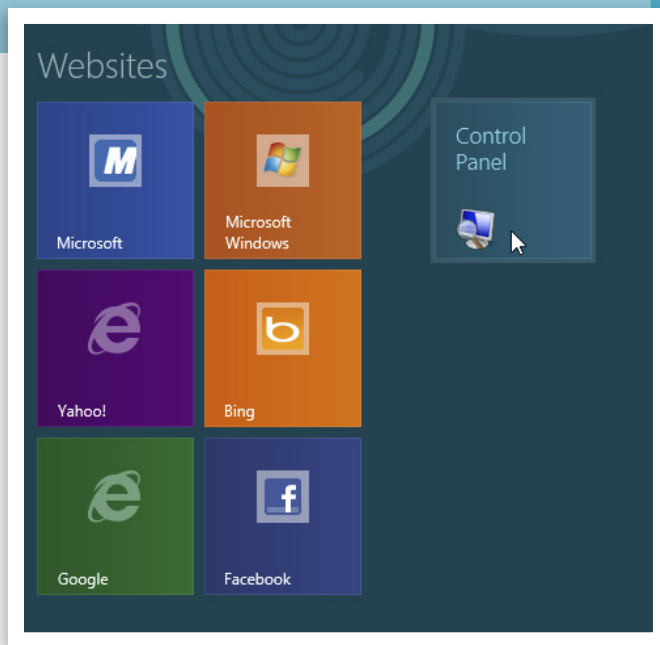 Websites
Control
Panel
Microsoft
Microsoft
Windows
Yahoo!
Bing
Google
Facebook